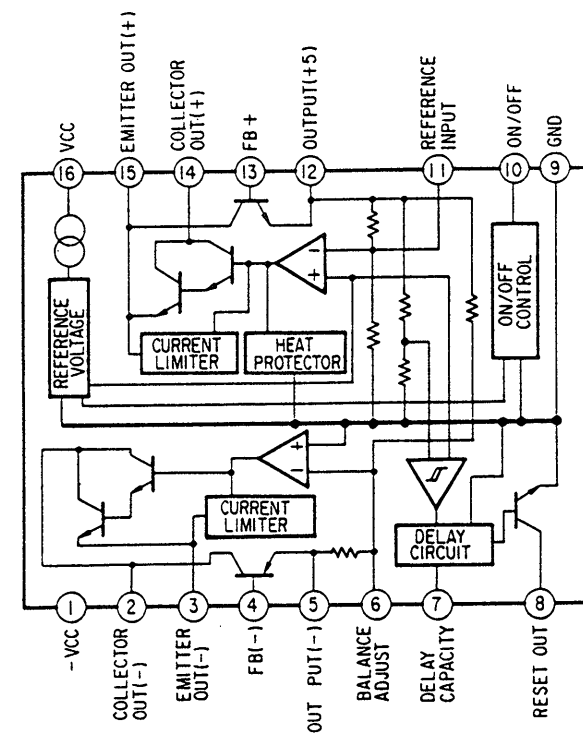 VCC
EMITTER OUT(+)
COLLECTOR
OUT(+)
FB+
OUTPUT(+5)
REFERENCE
INPUT
ON/OFF
GND
16
15
14
13
12
11
10
9
REFERENCE
VOLTAGE
CURRENT
LIMITER
HEAT
PROTECTOR
ON/OFF
CONTROL
-
+
+
-
CURRENT
LIMITER
DELAY
CIRCUIT
1
2
3
4
5
6
7
8
-VCC
COLLECTOR
OUT(-)
EMITTER
OUT(-)
FB(-)
OUT PUT(-)
BALANCE
ADJUST
DELAY
CAPACITY
RESET OUT